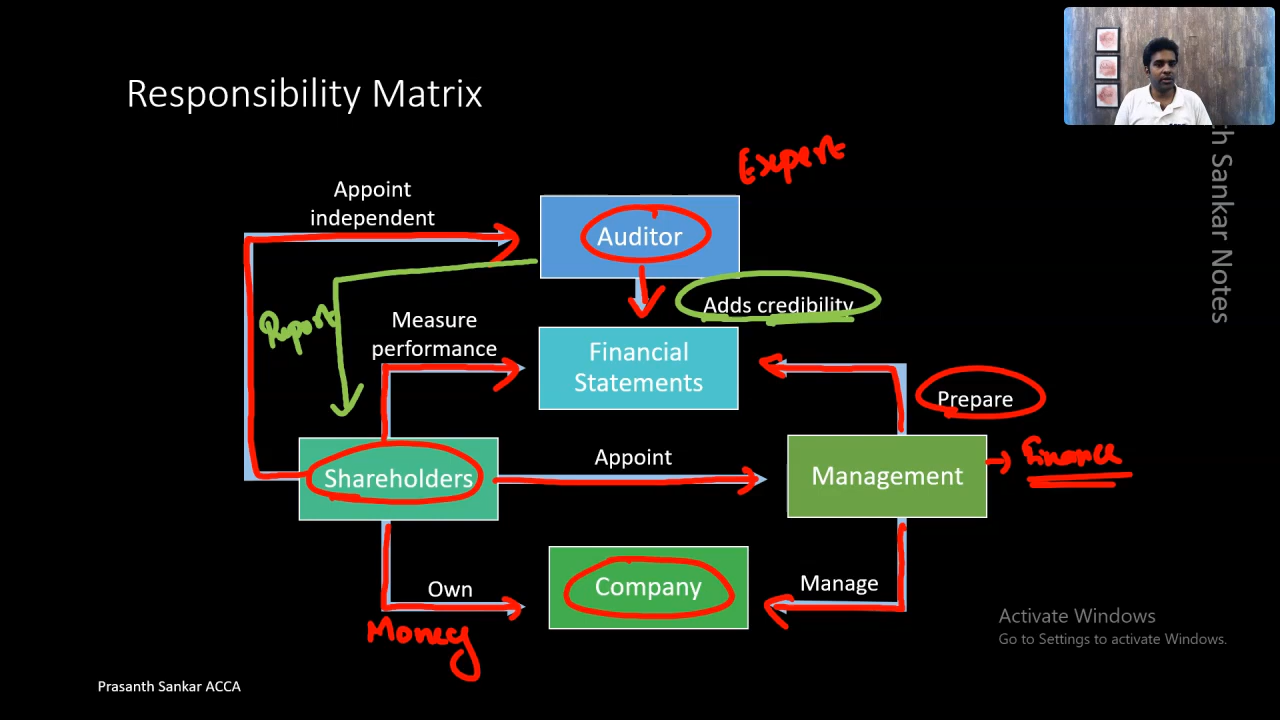 Responsibility Matrix
Expert
Appoint
independent
Auditor
Adds credibility
Report
Measure
performance
Financial
Statements
Prepare
Shareholders
Appoint
Management
Finance
Own
Company
Manage
Money
th Sankar Notes
Activate Windows
Go to Settings to activate Windows.
Prasanth Sankar ACCA